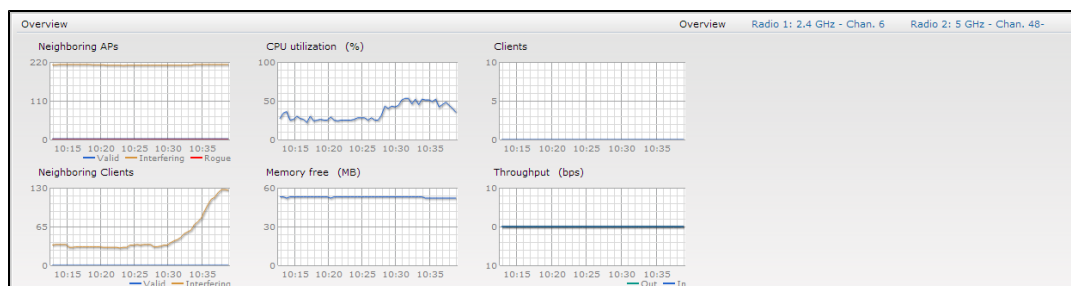 Overview
Overview Radio 1: 2.4 GHz - Chan. 6 Radio 2: 5 GHz - Chan. 48-
Neighboring APs
220
110
0
10:15 10:20 10:25 10:30 10:35
Valid Interfering Rogue
CPU utilization (%)
100
50
0
10:15 10:20 10:25 10:30 10:35
Clients
10
5
0
10:15 10:20 10:25 10:30 10:35
Neighboring Clients
130
65
0
10:15 10:20 10:25 10:30 10:35
Valid Interfering
Memory free (MB)
60
30
0
10:15 10:20 10:25 10:30 10:35
Throughput (bps)
10
0
10
10:15 10:20 10:25 10:30 10:35
Out In